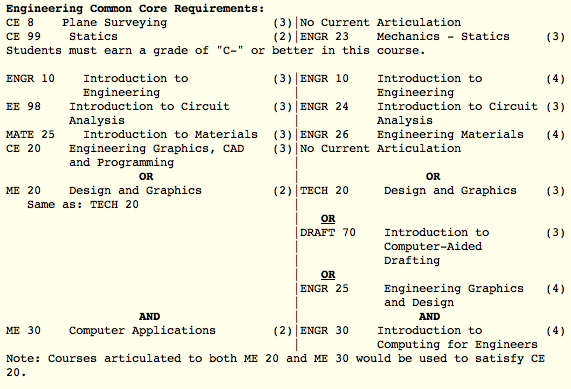 Engineering Common Core Requirements:
CE 8 Plane Surveying (3)|No Current Articulation
CE 99 Statics (2)|ENGR 23 Mechanics - Statics (3)
Students must earn a grade of "C-" or better in this course.
ENGR 10 Introduction to (3)|ENGR 10 Introduction to (4)
Engineering | Engineering
EE 98 Introduction to Circuit (3)|ENGR 24 Introduction to Circuit (3)
Analysis | Analysis
MATE 25 Introduction to Materials (3)|ENGR 26 Engineering Materials (4)
CE 20 Engineering Graphics, CAD (3)|No Current Articulation
and Programming |
OR | OR
ME 20 Design and Graphics (2)|TECH 20 Design and Graphics (3)
Same as: TECH 20 |
| OR
|DRAFT 70 Introduction to (3)
| Computer-Aided
| Drafting
| OR
|ENGR 25 Engineering Graphics (4)
| and Design
AND | AND
ME 30 Computer Applications (2)|ENGR 30 Introduction to (4)
| Computing for Engineers
Note: Courses articulated to both ME 20 and ME 30 would be used to satisfy CE
20.